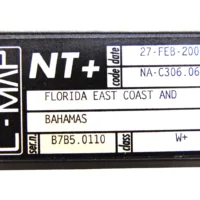 C-MAP
NT+
date 27-FEB-200
code NA-C306.06
FLORIDA EAST COAST AND
BAHAMAS
ser.n. B7B5.0110 class W+